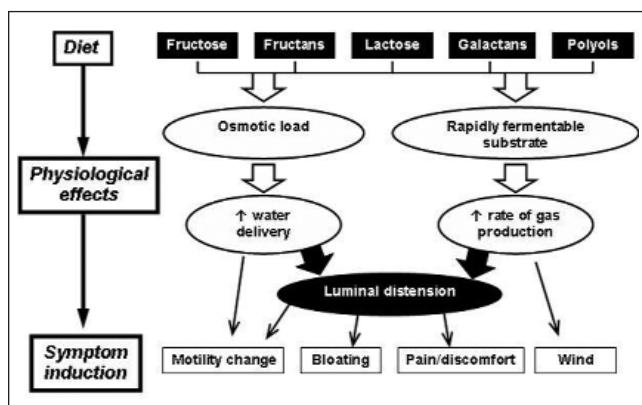 Diet
Fructose
Fructans
Lactose
Galactans
Polyols
Osmotic load
Rapidly fermentable
substrate
Physiological
effects
↑ water
delivery
↑ rate of gas
production
Luminal distension
Symptom
induction
Motility change
Bloating
Pain/discomfort
Wind